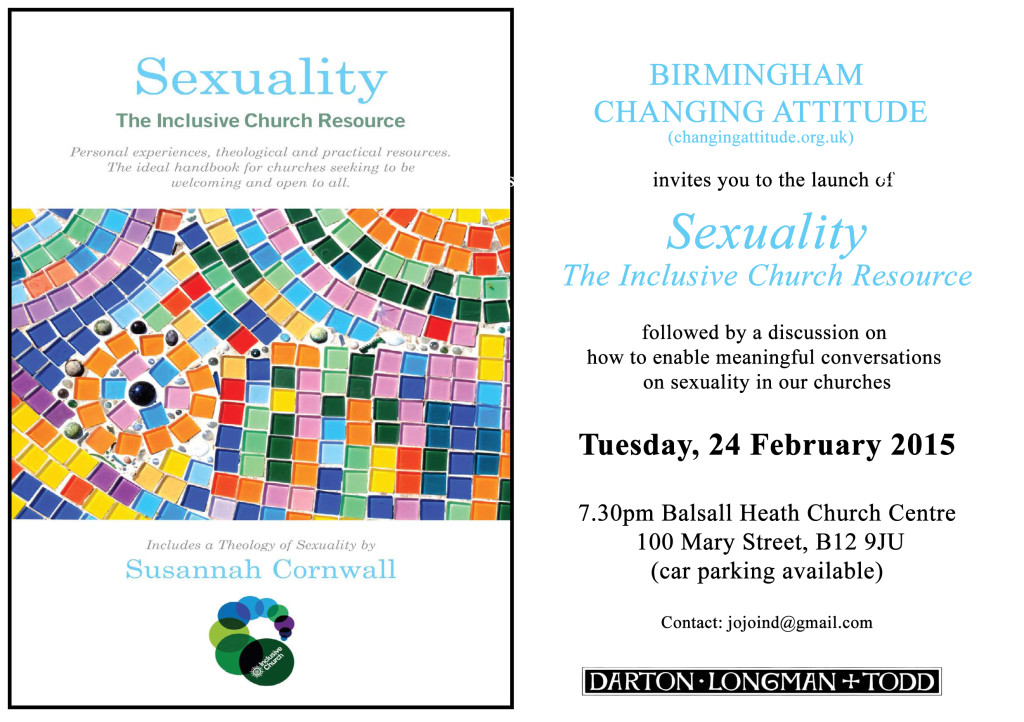 Sexuality
The Inclusive Church Resource
Personal experiences, theological and practical resources.
The ideal handbook for churches seeking to be
welcoming and open to all.
Includes a Theology of Sexuality by
Susannah Cornwall
Inclusive
Church
BIRMINGHAM
CHANGING ATTITUDE
(changingattitude.org.uk)
invites you to the launch of
Sexuality
The Inclusive Church Resource
followed by a discussion on
how to enable meaningful conversations
on sexuality in our churches
Tuesday, 24 February 2015
7.30pm Balsall Heath Church Centre
100 Mary Street, B12 9JU
(car parking available)
Contact: jojoind@gmail.com
DARTON·LONGMAN+TODD